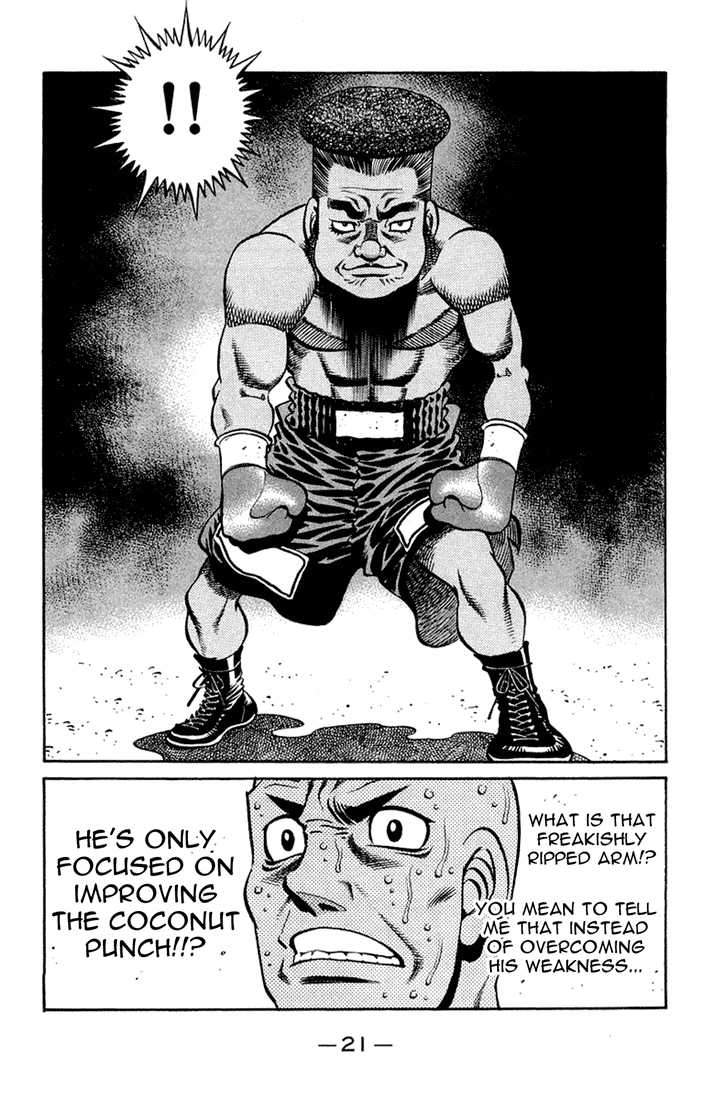 !!
WHAT IS THAT
FREAKISHLY
RIPPED ARM!?
YOU MEAN TO TELL
ME THAT INSTEAD
OF OVERCOMING
HIS WEAKNESS...
HE'S ONLY
FOCUSED ON
IMPROVING
THE COCONUT
PUNCH!!?
—21—